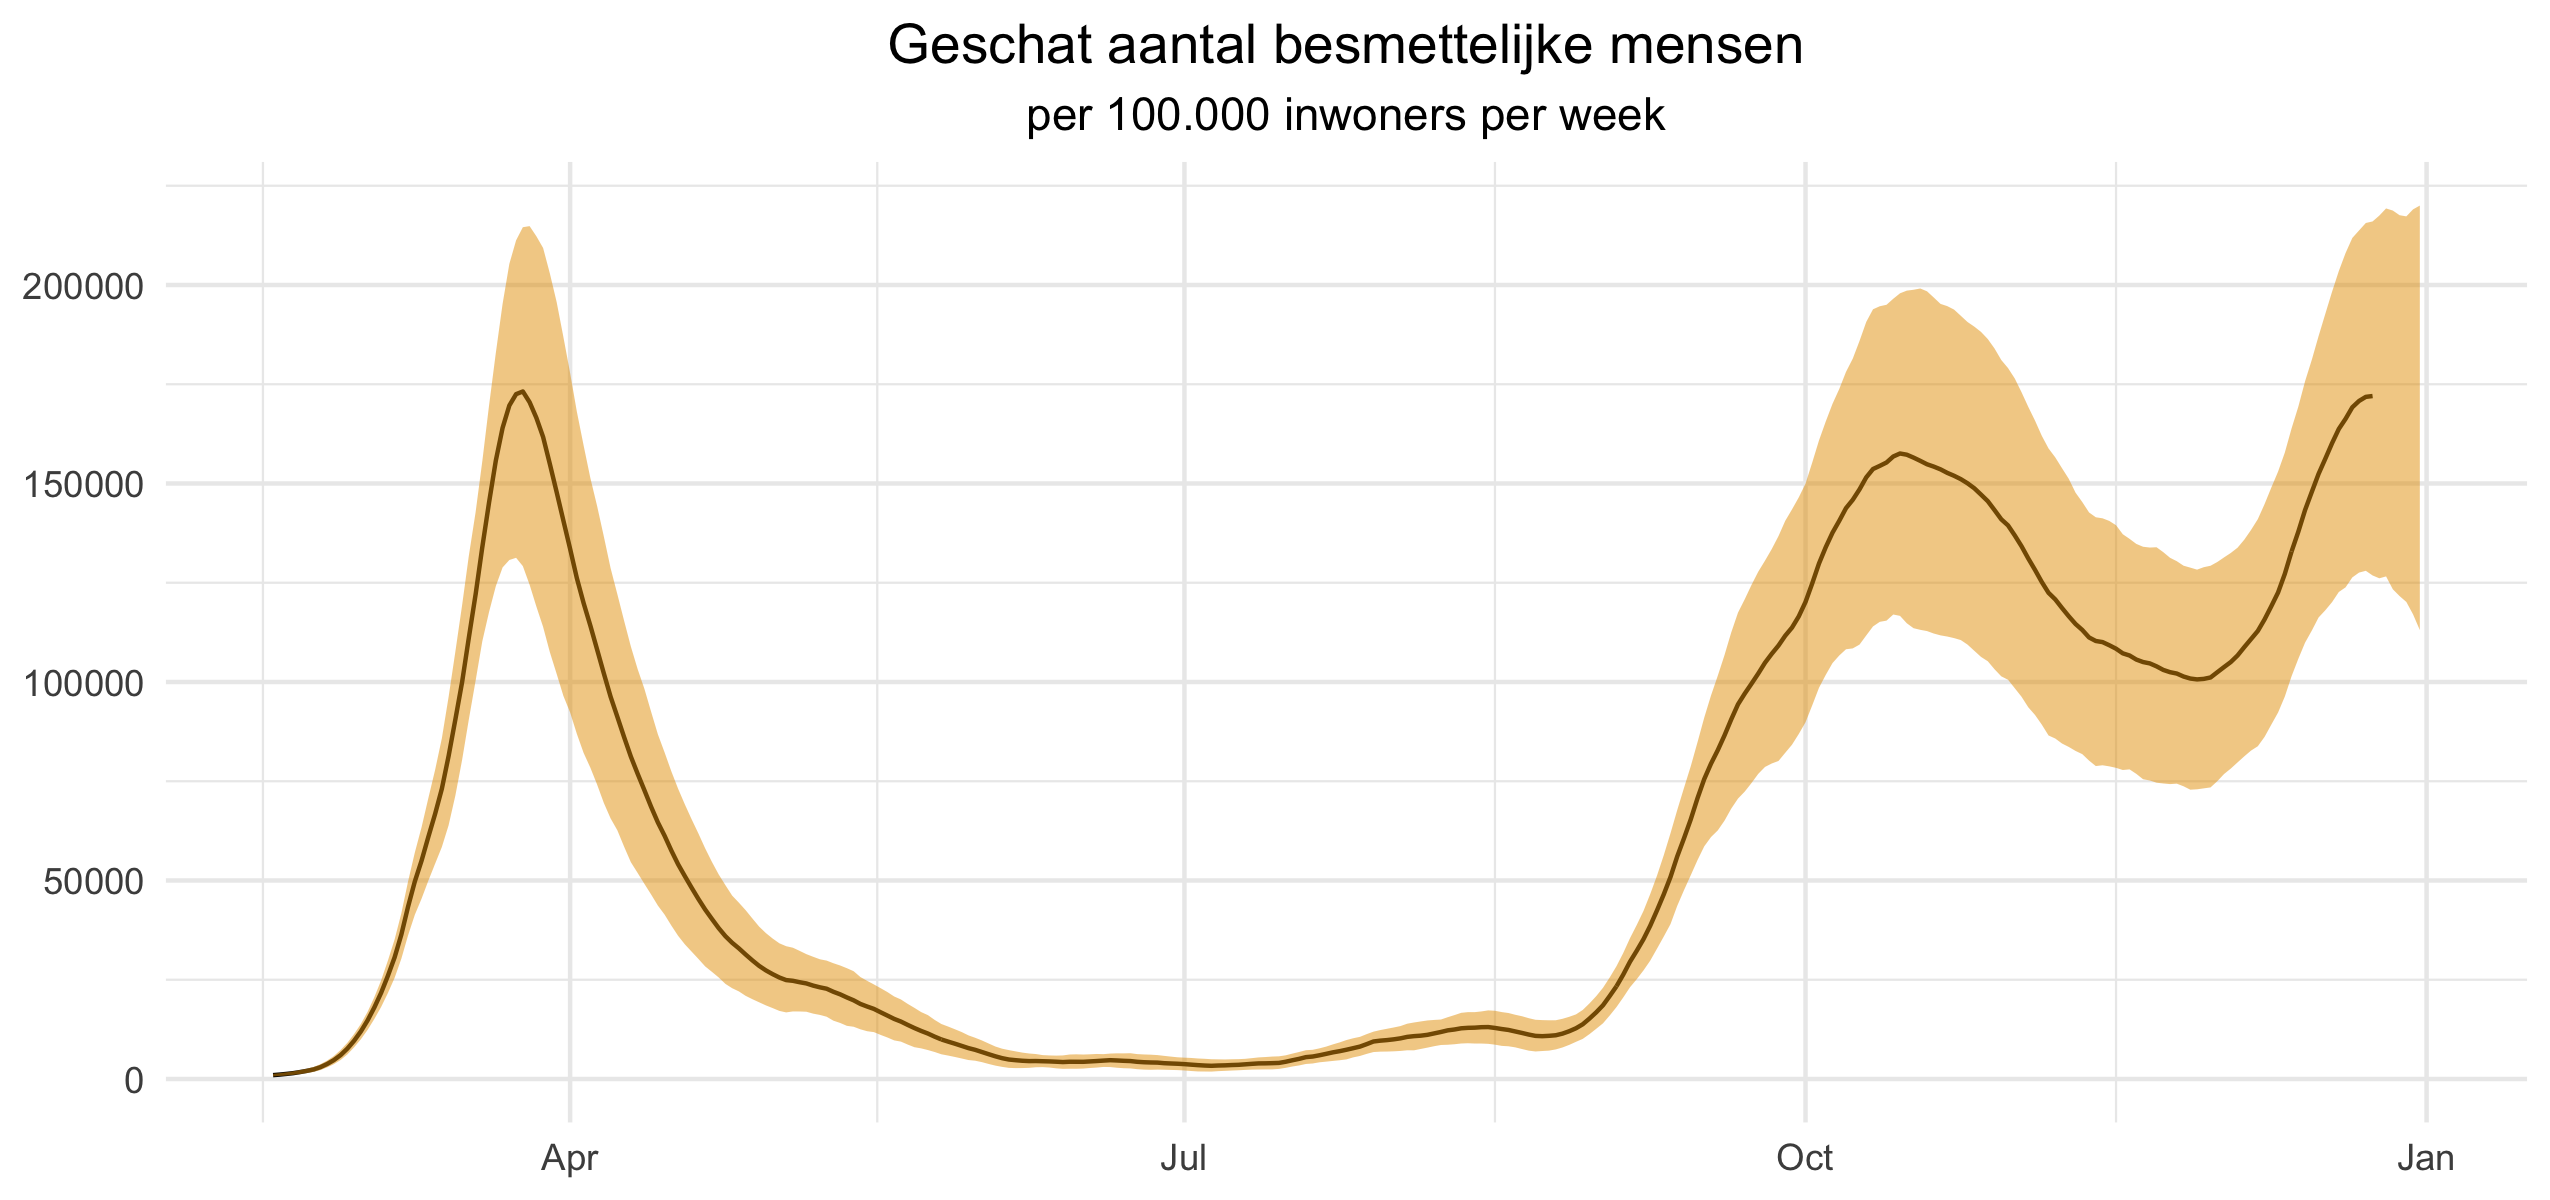 Geschat aantal besmettelijke mensen
per 100.000 inwoners per week
200000
150000
100000
50000
0
Apr Jul Oct Jan